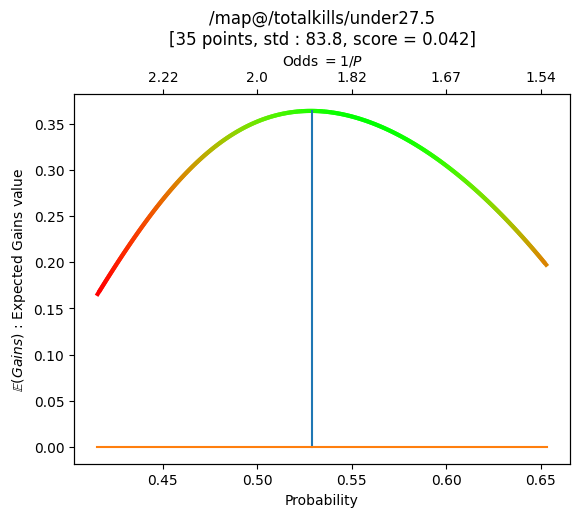 /map@/totalkills/under27.5
[35 points, std : 83.8, score = 0.042]
Odds = 1/P
2.22 2.0 1.82 1.67 1.54
0.35
0.30
0.25
0.20
0.15
0.10
0.05
0.00
𝔼(Gains) : Expected Gains value
0.45 0.50 0.55 0.60 0.65
Probability